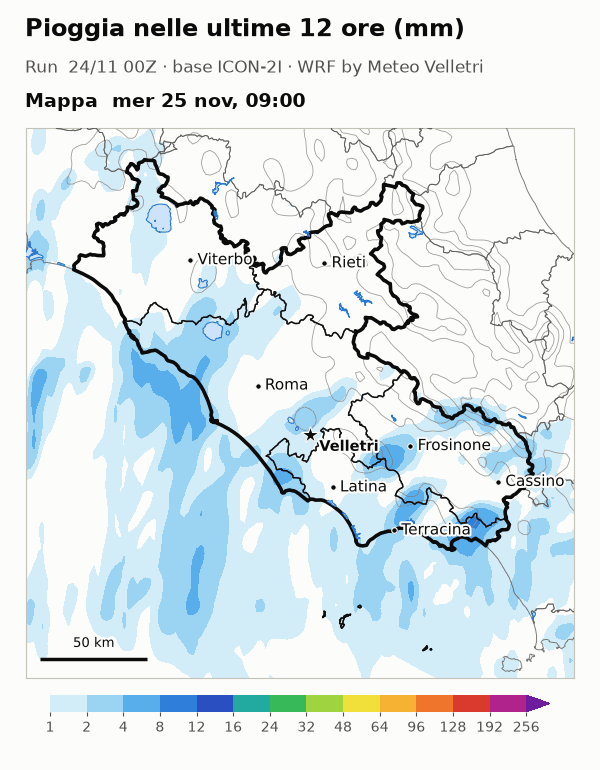 Pioggia nelle ultime 12 ore (mm)
Run 24/11 00Z · base ICON-2I · WRF by Meteo Velletri
Mappa mer 25 nov, 09:00
Viterbo
Rieti
Roma
Velletri
Frosinone
Latina
Cassino
Terracina
50 km
1 2 4 8 12 16 24 32 48 64 96 128 192 256